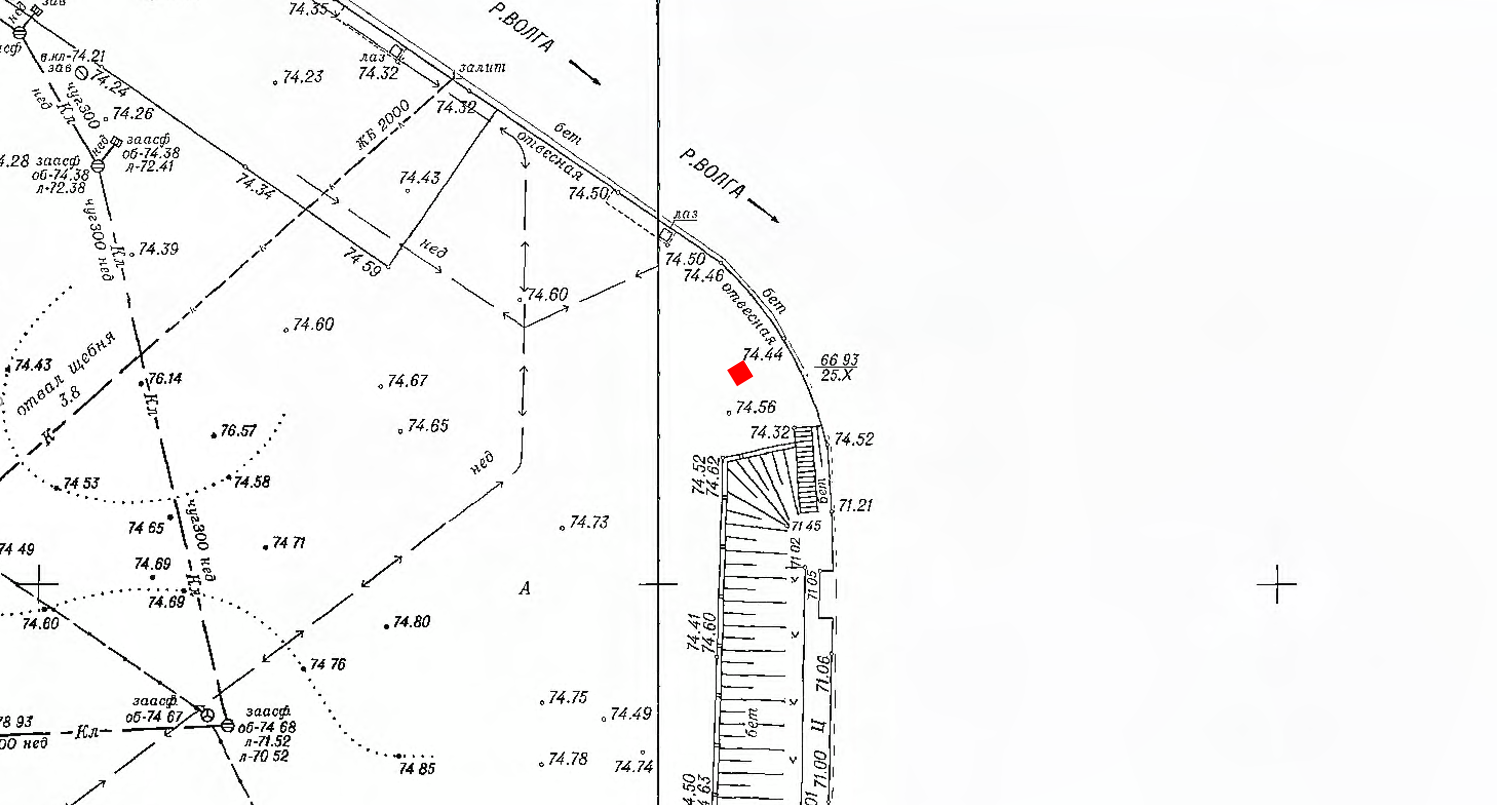 зав
74.35
Р.ВОЛГА
нед
в.кл-74.21
зав
74.24
лаз
74.32
залит
74.23
74.32
чуг300
Кл
нед
74.26
ЖБ 2000
бет
отвесная
Р.ВОЛГА
нед
заасф
об-74.38
л-72.41
заасф
об-74.38
л-72.38
74.34
74.43
74.50
лаз
чуг300 нед
Кл
74.39
нед
74.59
74.50
74.46
74.60
бет
отвесная
74.60
74.43
отвал щебня
3.8
76.14
74.67
74.44
66 93
25.X
Кл
74.56
74.65
76.57
К
74.32
74.52
нед
74.52
74.62
74 53
74.58
бет
71.21
74 65
чуг300 нед
74.73
71 45
74 49
74 71
71 02
74.69
Кл
74.69
А
71 05
74.60
74.80
74.41
74.60
74 76
71.06
74.75
74.49
заасф.
об-74 67
заасф.
об-74 68
л-71.52
л-70 52
78 93
Кл
бет
Ц
74.78
74.74
74 85
71.00